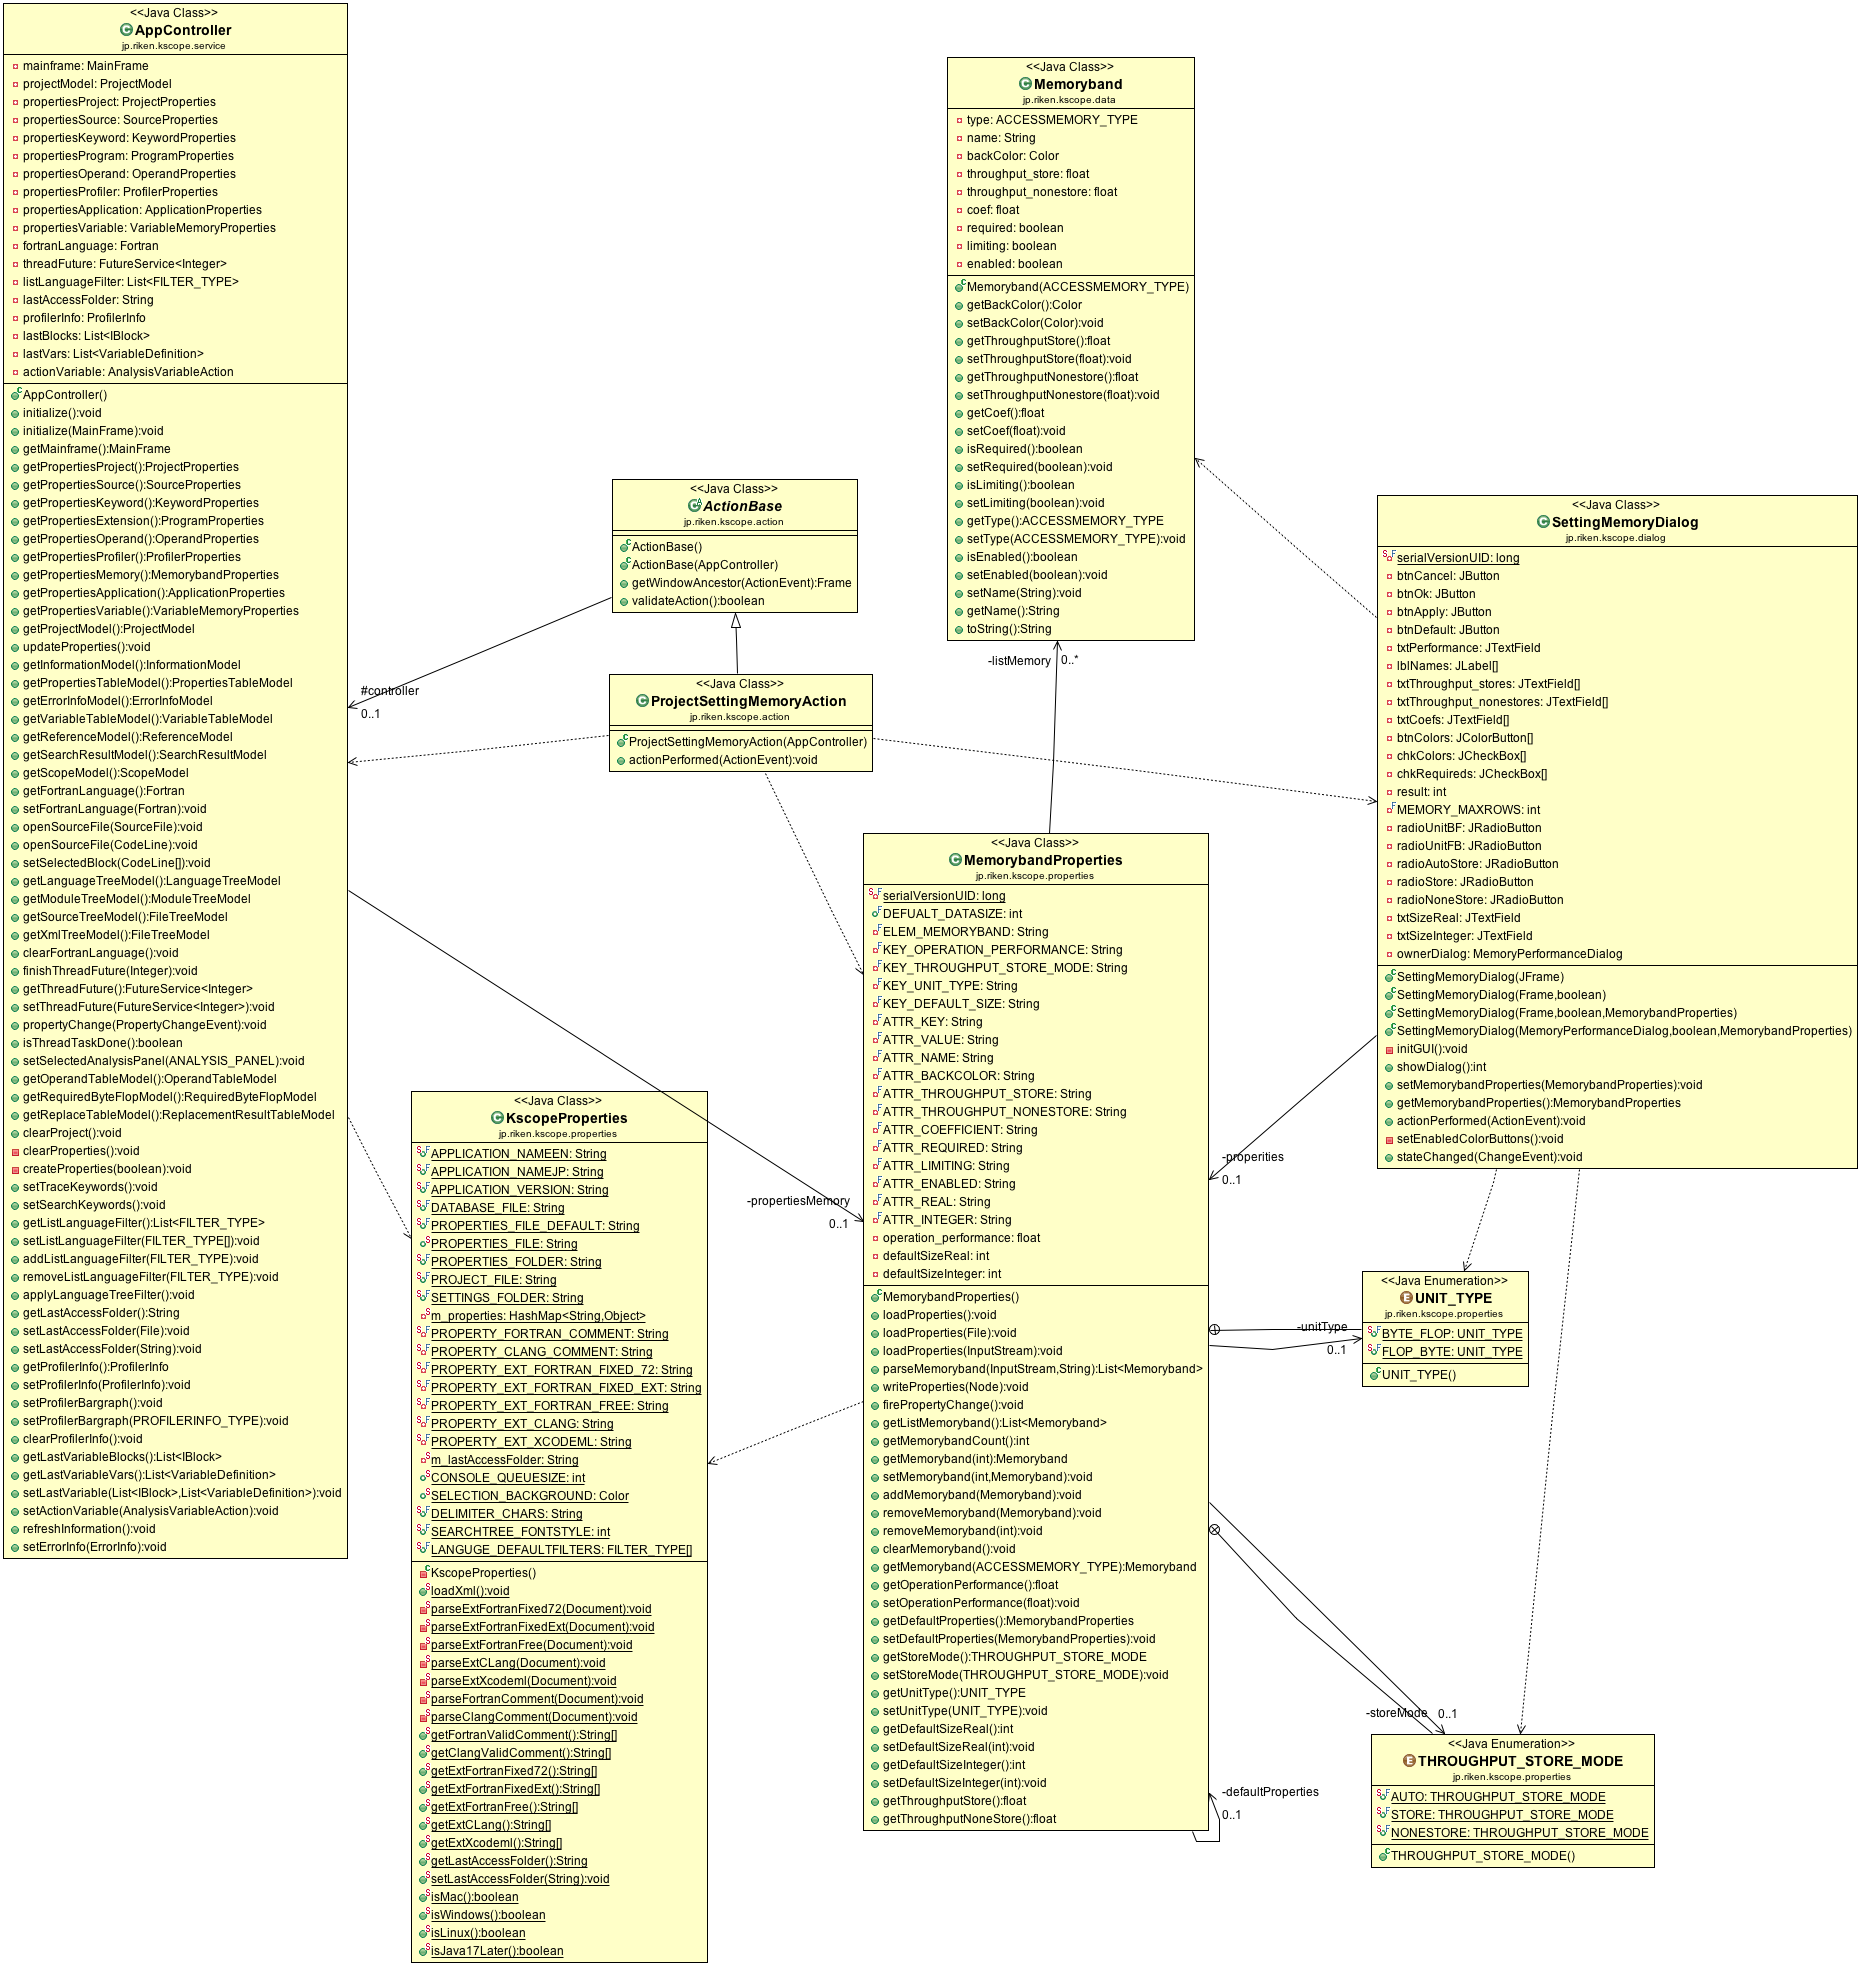 <<Java Class>>
AppController
jp.riken.kscope.service
mainframe: MainFrame
projectModel: ProjectModel
propertiesProject: ProjectProperties
propertiesSource: SourceProperties
propertiesKeyword: KeywordProperties
propertiesProgram: ProgramProperties
propertiesOperand: OperandProperties
propertiesProfiler: ProfilerProperties
propertiesApplication: ApplicationProperties
propertiesVariable: VariableMemoryProperties
fortranLanguage: Fortran
threadFuture: FutureService<Integer>
listLanguageFilter: List<FILTER_TYPE>
lastAccessFolder: String
profilerInfo: ProfilerInfo
lastBlocks: List<IBlock>
lastVars: List<VariableDefinition>
actionVariable: AnalysisVariableAction
AppController()
initialize():void
initialize(MainFrame):void
getMainframe():MainFrame
getPropertiesProject():ProjectProperties
getPropertiesSource():SourceProperties
getPropertiesKeyword():KeywordProperties
getPropertiesExtension():ProgramProperties
getPropertiesOperand():OperandProperties
getPropertiesProfiler():ProfilerProperties
getPropertiesMemory():MemorybandProperties
getPropertiesApplication():ApplicationProperties
getPropertiesVariable():VariableMemoryProperties
getProjectModel():ProjectModel
updateProperties():void
getInformationModel():InformationModel
getPropertiesTableModel():PropertiesTableModel
getErrorInfoModel():ErrorInfoModel
getVariableTableModel():VariableTableModel
getReferenceModel():ReferenceModel
getSearchResultModel():SearchResultModel
getScopeModel():ScopeModel
getFortranLanguage():Fortran
setFortranLanguage(Fortran):void
openSourceFile(SourceFile):void
openSourceFile(CodeLine):void
setSelectedBlock(CodeLine[]):void
getLanguageTreeModel():LanguageTreeModel
getModuleTreeModel():ModuleTreeModel
getSourceTreeModel():FileTreeModel
getXmlTreeModel():FileTreeModel
clearFortranLanguage():void
finishThreadFuture(Integer):void
getThreadFuture():FutureService<Integer>
setThreadFuture(FutureService<Integer>):void
propertyChange(PropertyChangeEvent):void
isThreadTaskDone():boolean
setSelectedAnalysisPanel(ANALYSIS_PANEL):void
getOperandTableModel():OperandTableModel
getRequiredByteFlopModel():RequiredByteFlopModel
getReplaceTableModel():ReplacementResultTableModel
clearProject():void
clearProperties():void
createProperties(boolean):void
setTraceKeywords():void
setSearchKeywords():void
getListLanguageFilter():List<FILTER_TYPE>
setListLanguageFilter(FILTER_TYPE[]):void
addListLanguageFilter(FILTER_TYPE):void
removeListLanguageFilter(FILTER_TYPE):void
applyLanguageTreeFilter():void
getLastAccessFolder():String
setLastAccessFolder(File):void
setLastAccessFolder(String):void
getProfilerInfo():ProfilerInfo
setProfilerInfo(ProfilerInfo):void
setProfilerBargraph():void
setProfilerBargraph(PROFILERINFO_TYPE):void
clearProfilerInfo():void
getLastVariableBlocks():List<IBlock>
getLastVariableVars():List<VariableDefinition>
setLastVariable(List<IBlock>,List<VariableDefinition>):void
setActionVariable(AnalysisVariableAction):void
refreshInformation():void
setErrorInfo(ErrorInfo):void
<<Java Class>>
ActionBase
jp.riken.kscope.action
ActionBase()
ActionBase(AppController)
getWindowAncestor(ActionEvent):Frame
validateAction():boolean
#controller
0..1
<<Java Class>>
ProjectSettingMemoryAction
jp.riken.kscope.action
ProjectSettingMemoryAction(AppController)
actionPerformed(ActionEvent):void
<<Java Class>>
KscopeProperties
jp.riken.kscope.properties
APPLICATION_NAMEEN: String
APPLICATION_NAMEJP: String
APPLICATION_VERSION: String
DATABASE_FILE: String
PROPERTIES_FILE_DEFAULT: String
PROPERTIES_FILE: String
PROPERTIES_FOLDER: String
PROJECT_FILE: String
SETTINGS_FOLDER: String
m_properties: HashMap<String,Object>
PROPERTY_FORTRAN_COMMENT: String
PROPERTY_CLANG_COMMENT: String
PROPERTY_EXT_FORTRAN_FIXED_72: String
PROPERTY_EXT_FORTRAN_FIXED_EXT: String
PROPERTY_EXT_FORTRAN_FREE: String
PROPERTY_EXT_CLANG: String
PROPERTY_EXT_XCODEML: String
m_lastAccessFolder: String
CONSOLE_QUEUESIZE: int
SELECTION_BACKGROUND: Color
DELIMITER_CHARS: String
SEARCHTREE_FONTSTYLE: int
LANGUGE_DEFAULTFILTERS: FILTER_TYPE[]
KscopeProperties()
loadXml():void
parseExtFortranFixed72(Document):void
parseExtFortranFixedExt(Document):void
parseExtFortranFree(Document):void
parseExtCLang(Document):void
parseExtXcodeml(Document):void
parseFortranComment(Document):void
parseClangComment(Document):void
getFortranValidComment():String[]
getClangValidComment():String[]
getExtFortranFixed72():String[]
getExtFortranFixedExt():String[]
getExtFortranFree():String[]
getExtCLang():String[]
getExtXcodeml():String[]
getLastAccessFolder():String
setLastAccessFolder(String):void
isMac():boolean
isWindows():boolean
isLinux():boolean
isJava17Later():boolean
<<Java Class>>
Memoryband
jp.riken.kscope.data
type: ACCESSMEMORY_TYPE
name: String
backColor: Color
throughput_store: float
throughput_nonestore: float
coef: float
required: boolean
limiting: boolean
enabled: boolean
Memoryband(ACCESSMEMORY_TYPE)
getBackColor():Color
setBackColor(Color):void
getThroughputStore():float
setThroughputStore(float):void
getThroughputNonestore():float
setThroughputNonestore(float):void
getCoef():float
setCoef(float):void
isRequired():boolean
setRequired(boolean):void
isLimiting():boolean
setLimiting(boolean):void
getType():ACCESSMEMORY_TYPE
setType(ACCESSMEMORY_TYPE):void
isEnabled():boolean
setEnabled(boolean):void
setName(String):void
getName():String
toString():String
-listMemory
0..*
<<Java Class>>
MemorybandProperties
jp.riken.kscope.properties
serialVersionUID: long
DEFUALT_DATASIZE: int
ELEM_MEMORYBAND: String
KEY_OPERATION_PERFORMANCE: String
KEY_THROUGHPUT_STORE_MODE: String
KEY_UNIT_TYPE: String
KEY_DEFAULT_SIZE: String
ATTR_KEY: String
ATTR_VALUE: String
ATTR_NAME: String
ATTR_BACKCOLOR: String
ATTR_THROUGHPUT_STORE: String
ATTR_THROUGHPUT_NONESTORE: String
ATTR_COEFFICIENT: String
ATTR_REQUIRED: String
ATTR_LIMITING: String
ATTR_ENABLED: String
ATTR_REAL: String
ATTR_INTEGER: String
operation_performance: float
defaultSizeReal: int
defaultSizeInteger: int
MemorybandProperties()
loadProperties():void
loadProperties(File):void
loadProperties(InputStream):void
parseMemoryband(InputStream,String):List<Memoryband>
writeProperties(Node):void
firePropertyChange():void
getListMemoryband():List<Memoryband>
getMemorybandCount():int
getMemoryband(int):Memoryband
setMemoryband(int,Memoryband):void
addMemoryband(Memoryband):void
removeMemoryband(Memoryband):void
removeMemoryband(int):void
clearMemoryband():void
getMemoryband(ACCESSMEMORY_TYPE):Memoryband
getOperationPerformance():float
setOperationPerformance(float):void
getDefaultProperties():MemorybandProperties
setDefaultProperties(MemorybandProperties):void
getStoreMode():THROUGHPUT_STORE_MODE
setStoreMode(THROUGHPUT_STORE_MODE):void
getUnitType():UNIT_TYPE
setUnitType(UNIT_TYPE):void
getDefaultSizeReal():int
setDefaultSizeReal(int):void
getDefaultSizeInteger():int
setDefaultSizeInteger(int):void
getThroughputStore():float
getThroughputNoneStore():float
-propertiesMemory
0..1
<<Java Class>>
SettingMemoryDialog
jp.riken.kscope.dialog
serialVersionUID: long
btnCancel: JButton
btnOk: JButton
btnApply: JButton
btnDefault: JButton
txtPerformance: JTextField
lblNames: JLabel[]
txtThroughput_stores: JTextField[]
txtThroughput_nonestores: JTextField[]
txtCoefs: JTextField[]
btnColors: JColorButton[]
chkColors: JCheckBox[]
chkRequireds: JCheckBox[]
result: int
MEMORY_MAXROWS: int
radioUnitBF: JRadioButton
radioUnitFB: JRadioButton
radioAutoStore: JRadioButton
radioStore: JRadioButton
radioNoneStore: JRadioButton
txtSizeReal: JTextField
txtSizeInteger: JTextField
ownerDialog: MemoryPerformanceDialog
SettingMemoryDialog(JFrame)
SettingMemoryDialog(Frame,boolean)
SettingMemoryDialog(Frame,boolean,MemorybandProperties)
SettingMemoryDialog(MemoryPerformanceDialog,boolean,MemorybandProperties)
initGUI():void
showDialog():int
setMemorybandProperties(MemorybandProperties):void
getMemorybandProperties():MemorybandProperties
actionPerformed(ActionEvent):void
setEnabledColorButtons():void
stateChanged(ChangeEvent):void
-properities
0..1
<<Java Enumeration>>
UNIT_TYPE
jp.riken.kscope.properties
BYTE_FLOP: UNIT_TYPE
FLOP_BYTE: UNIT_TYPE
UNIT_TYPE()
-unitType
0..1
-storeMode
0..1
<<Java Enumeration>>
THROUGHPUT_STORE_MODE
jp.riken.kscope.properties
AUTO: THROUGHPUT_STORE_MODE
STORE: THROUGHPUT_STORE_MODE
NONESTORE: THROUGHPUT_STORE_MODE
THROUGHPUT_STORE_MODE()
-defaultProperties
0..1